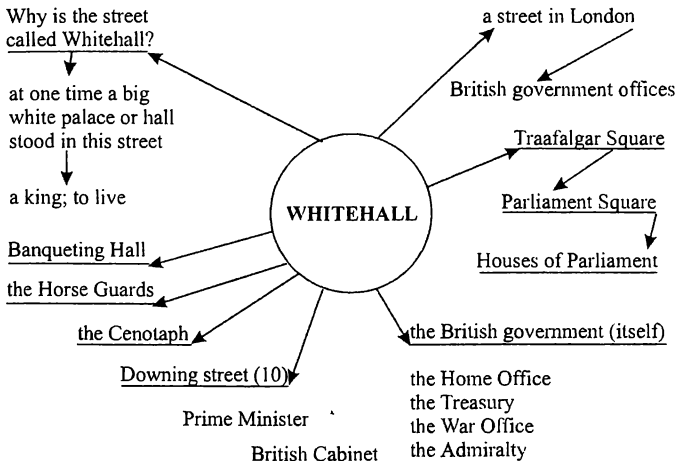 Why is the street
called Whitehall?
at one time a big
white palace or hall
stood in this street
a king; to live
a street in London
British government offices
Traafalgar Square
Parliament Square
Houses of Parliament
WHITEHALL
Banqueting Hall
the Horse Guards
the Cenotaph
Downing street (10)
Prime Minister
British Cabinet
the British government (itself)
the Home Office
the Treasury
the War Office
the Admiralty